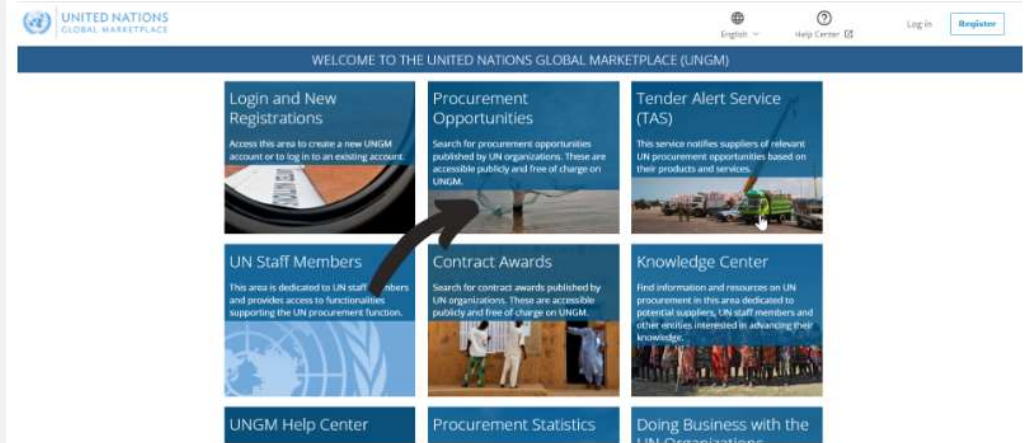 UNITED NATIONS
GLOBAL MARKETPLACE
English
Help Center
Log in
Register
WELCOME TO THE UNITED NATIONS GLOBAL MARKETPLACE (UNGM)
Login and New
Registrations
Access this area to create a new UNGM
account or to log in to an existing account.
Procurement
Opportunities
Search for procurement opportunities
published by UN organizations. These are
accessible publicly and free of charge on
UNGM.
Tender Alert Service
(TAS)
This service notifies suppliers of relevant
UN procurement opportunities based on
their products and services.
UN Staff Members
This area is dedicated to UN staff
and provides access to functionalities
supporting the UN procurement function.
Contract Awards
Search for contract awards published by
UN organizations. These are accessible
publicly and free of charge on UNGM.
Knowledge Center
Find information and resources on UN
procurement in this area dedicated to
potential suppliers, UN staff members and
other entities interested in advancing their
knowledge.
UNGM Help Center
Procurement Statistics
Doing Business with the
UN Organizations